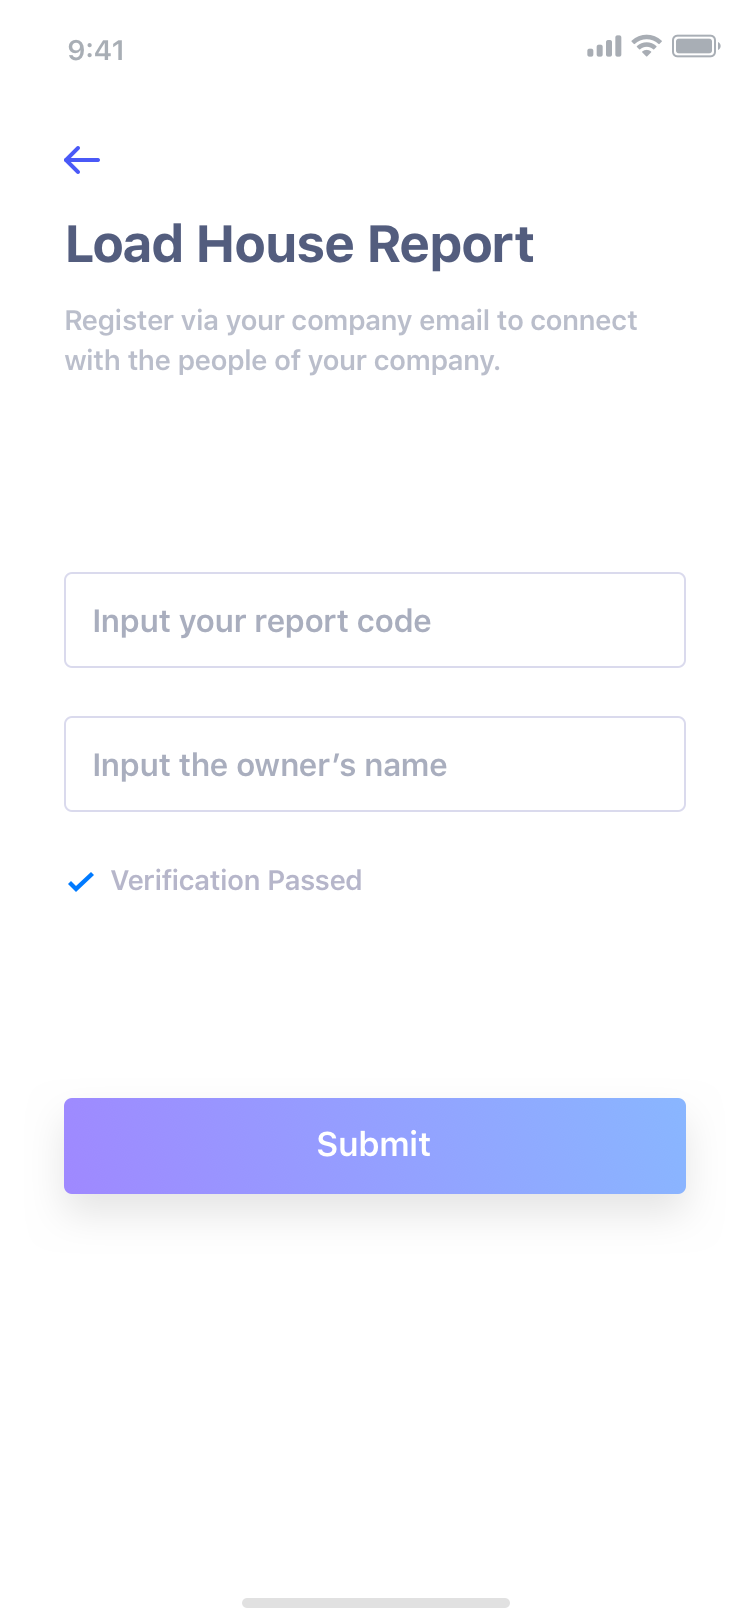 9:41
Load House Report
Register via your company email to connect
with the people of your company.
Input your report code
Input the owner’s name
Verification Passed
Submit